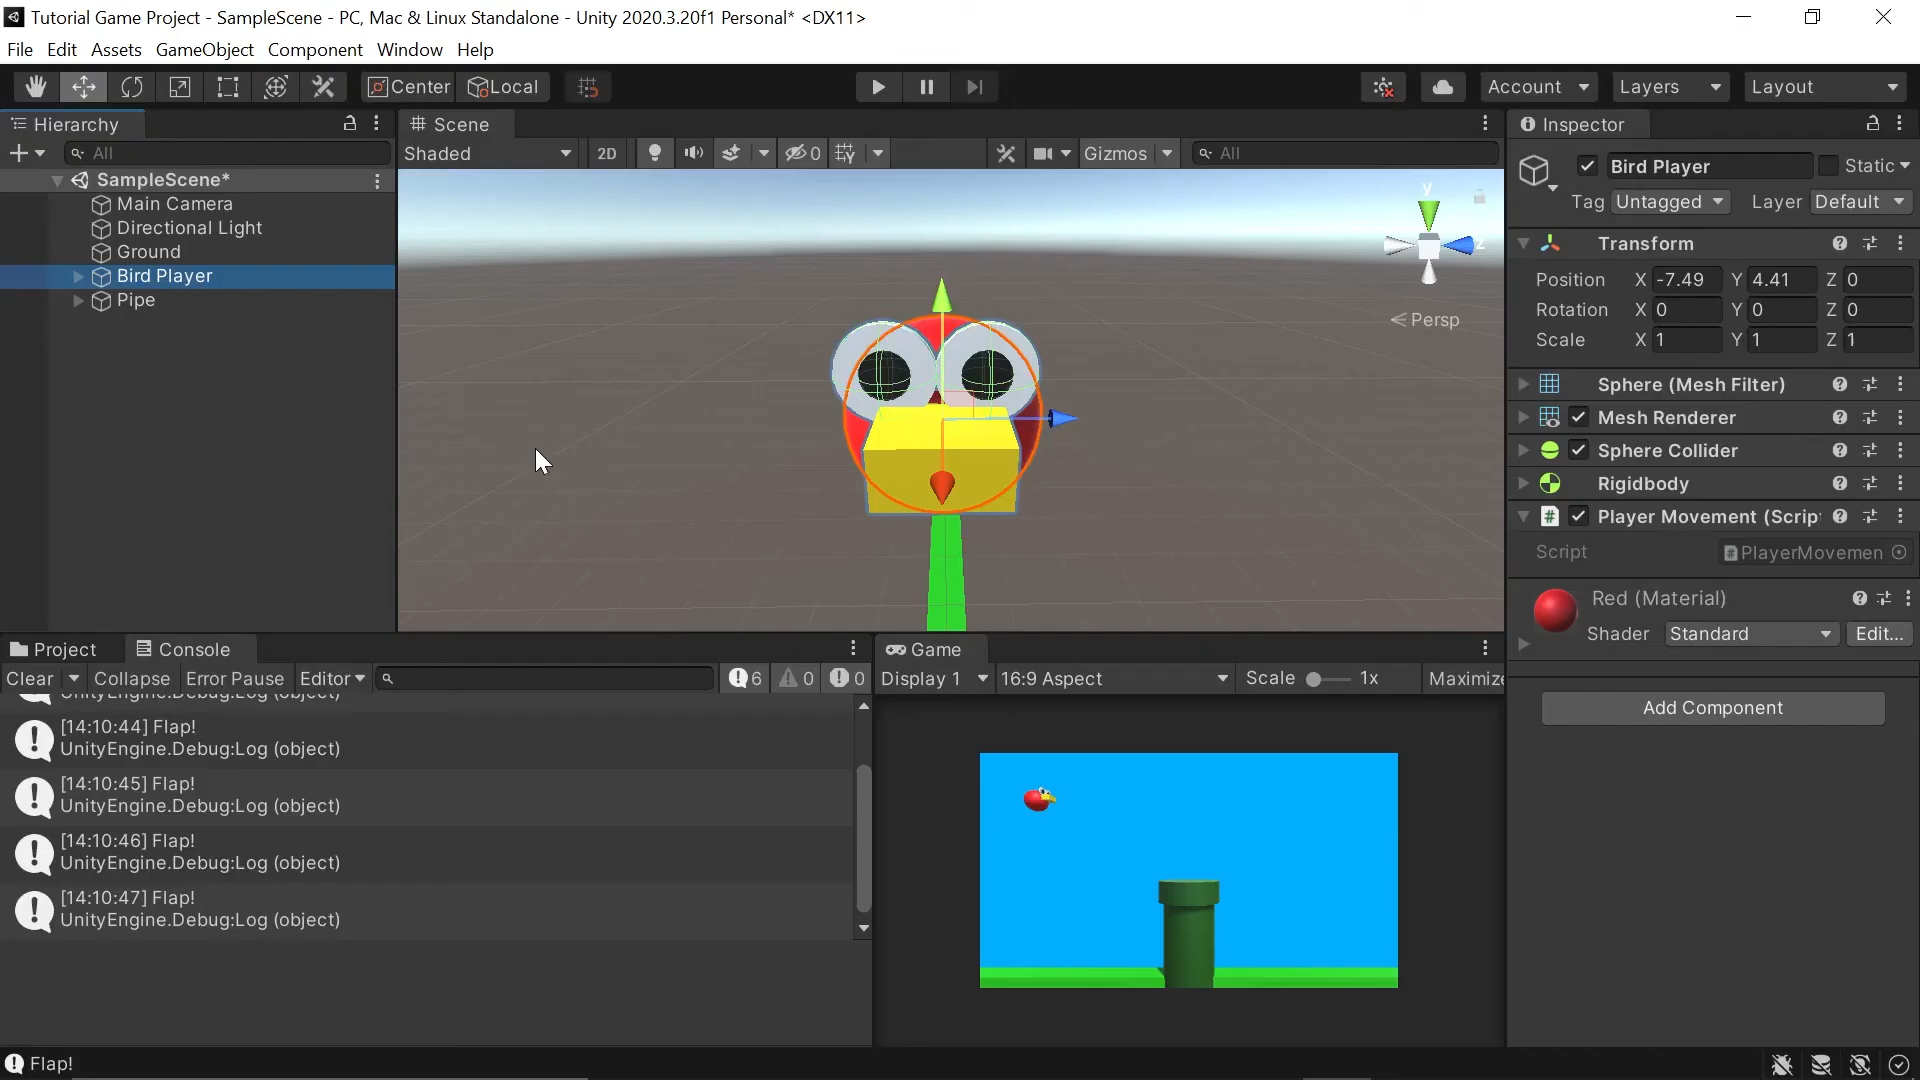 Tutorial Game Project - SampleScene - PC, Mac & Linux Standalone - Unity 2020.3.20f1 Personal* <DX11>
File Edit Assets GameObject Component Window Help
Center Local Account Layers Layout
Hierarchy
All
SampleScene*
Main Camera
Directional Light
Ground
Bird Player
Pipe
Scene
Shaded 2D 0 Gizmos All
y
z
Persp
Inspector
Bird Player Static
Tag Untagged Layer Default
Transform
Position X -7.49 Y 4.41 Z 0
Rotation X 0 Y 0 Z 0
Scale X 1 Y 1 Z 1
Sphere (Mesh Filter)
Mesh Renderer
Sphere Collider
Rigidbody
# Player Movement (Scrip
Script PlayerMovemen
Red (Material)
Shader Standard Edit...
Add Component
Project Console
Clear Collapse Error Pause Editor 6 0 0
UnityEngine.Debug:Log (object)
[14:10:44] Flap!
UnityEngine.Debug:Log (object)
[14:10:45] Flap!
UnityEngine.Debug:Log (object)
[14:10:46] Flap!
UnityEngine.Debug:Log (object)
[14:10:47] Flap!
UnityEngine.Debug:Log (object)
Game
Display 1 16:9 Aspect Scale 1x Maximize
Flap!